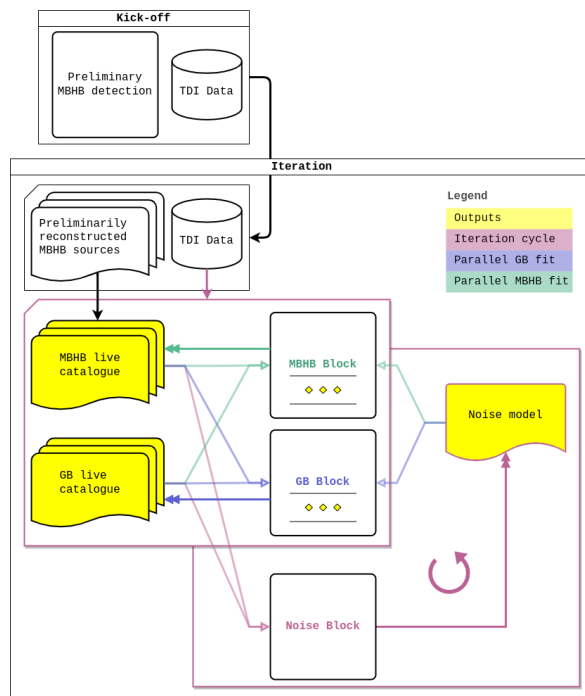 Kick-off
Preliminary
MBHB detection
TDI Data
Iteration
Preliminarily
reconstructed
MBHB sources
TDI Data
Legend
Outputs
Iteration cycle
Parallel GB fit
Parallel MBHB fit
MBHB live
catalogue
MBHB Block
Noise model
GB live
catalogue
GB Block
Noise Block